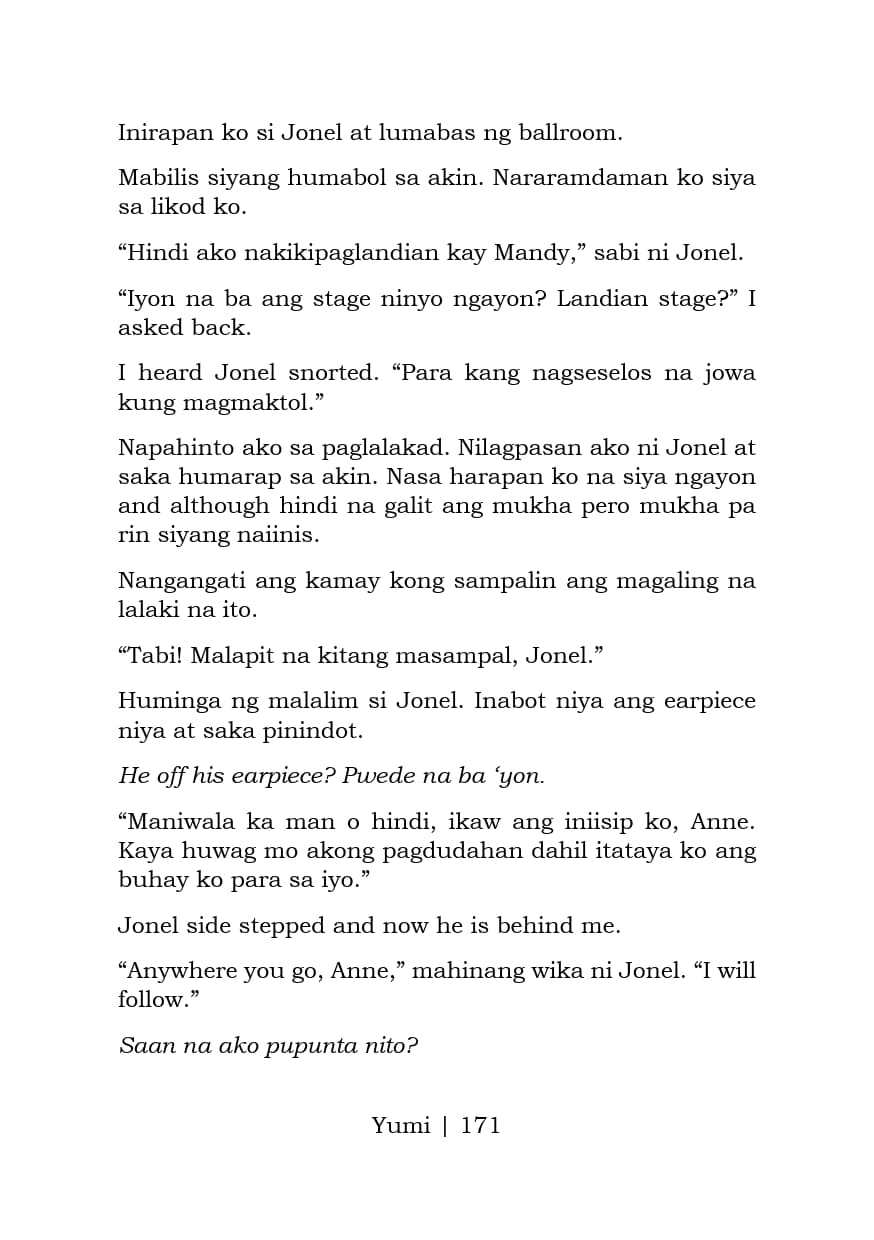 Inirapan ko si Jonel at lumabas ng ballroom.
Mabilis siyang humabol sa akin. Nararamdaman ko siya
sa likod ko.
“Hindi ako nakikipaglandian kay Mandy,” sabi ni Jonel.
“Iyon na ba ang stage ninyo ngayon? Landian stage?” I
asked back.
I heard Jonel snorted. “Para kang nagseselos na jowa
kung magmaktol.”
Napahinto ako sa paglalakad. Nilagpasan ako ni Jonel at
saka humarap sa akin. Nasa harapan ko na siya ngayon
and although hindi na galit ang mukha pero mukha pa
rin siyang naiinis.
Nangangati ang kamay kong sampalin ang magaling na
lalaki na ito.
“Tabi! Malapit na kitang masampal, Jonel.”
Huminga ng malalim si Jonel. Inabot niya ang earpiece
niya at saka pinindot.
He off his earpiece? Pwede na ba ‘yon.
“Maniwala ka man o hindi, ikaw ang iniisip ko, Anne.
Kaya huwag mo akong pagdudahan dahil itataya ko ang
buhay ko para sa iyo.”
Jonel side stepped and now he is behind me.
“Anywhere you go, Anne,” mahinang wika ni Jonel. “I will
follow.”
Saan na ako pupunta nito?
Yumi | 171